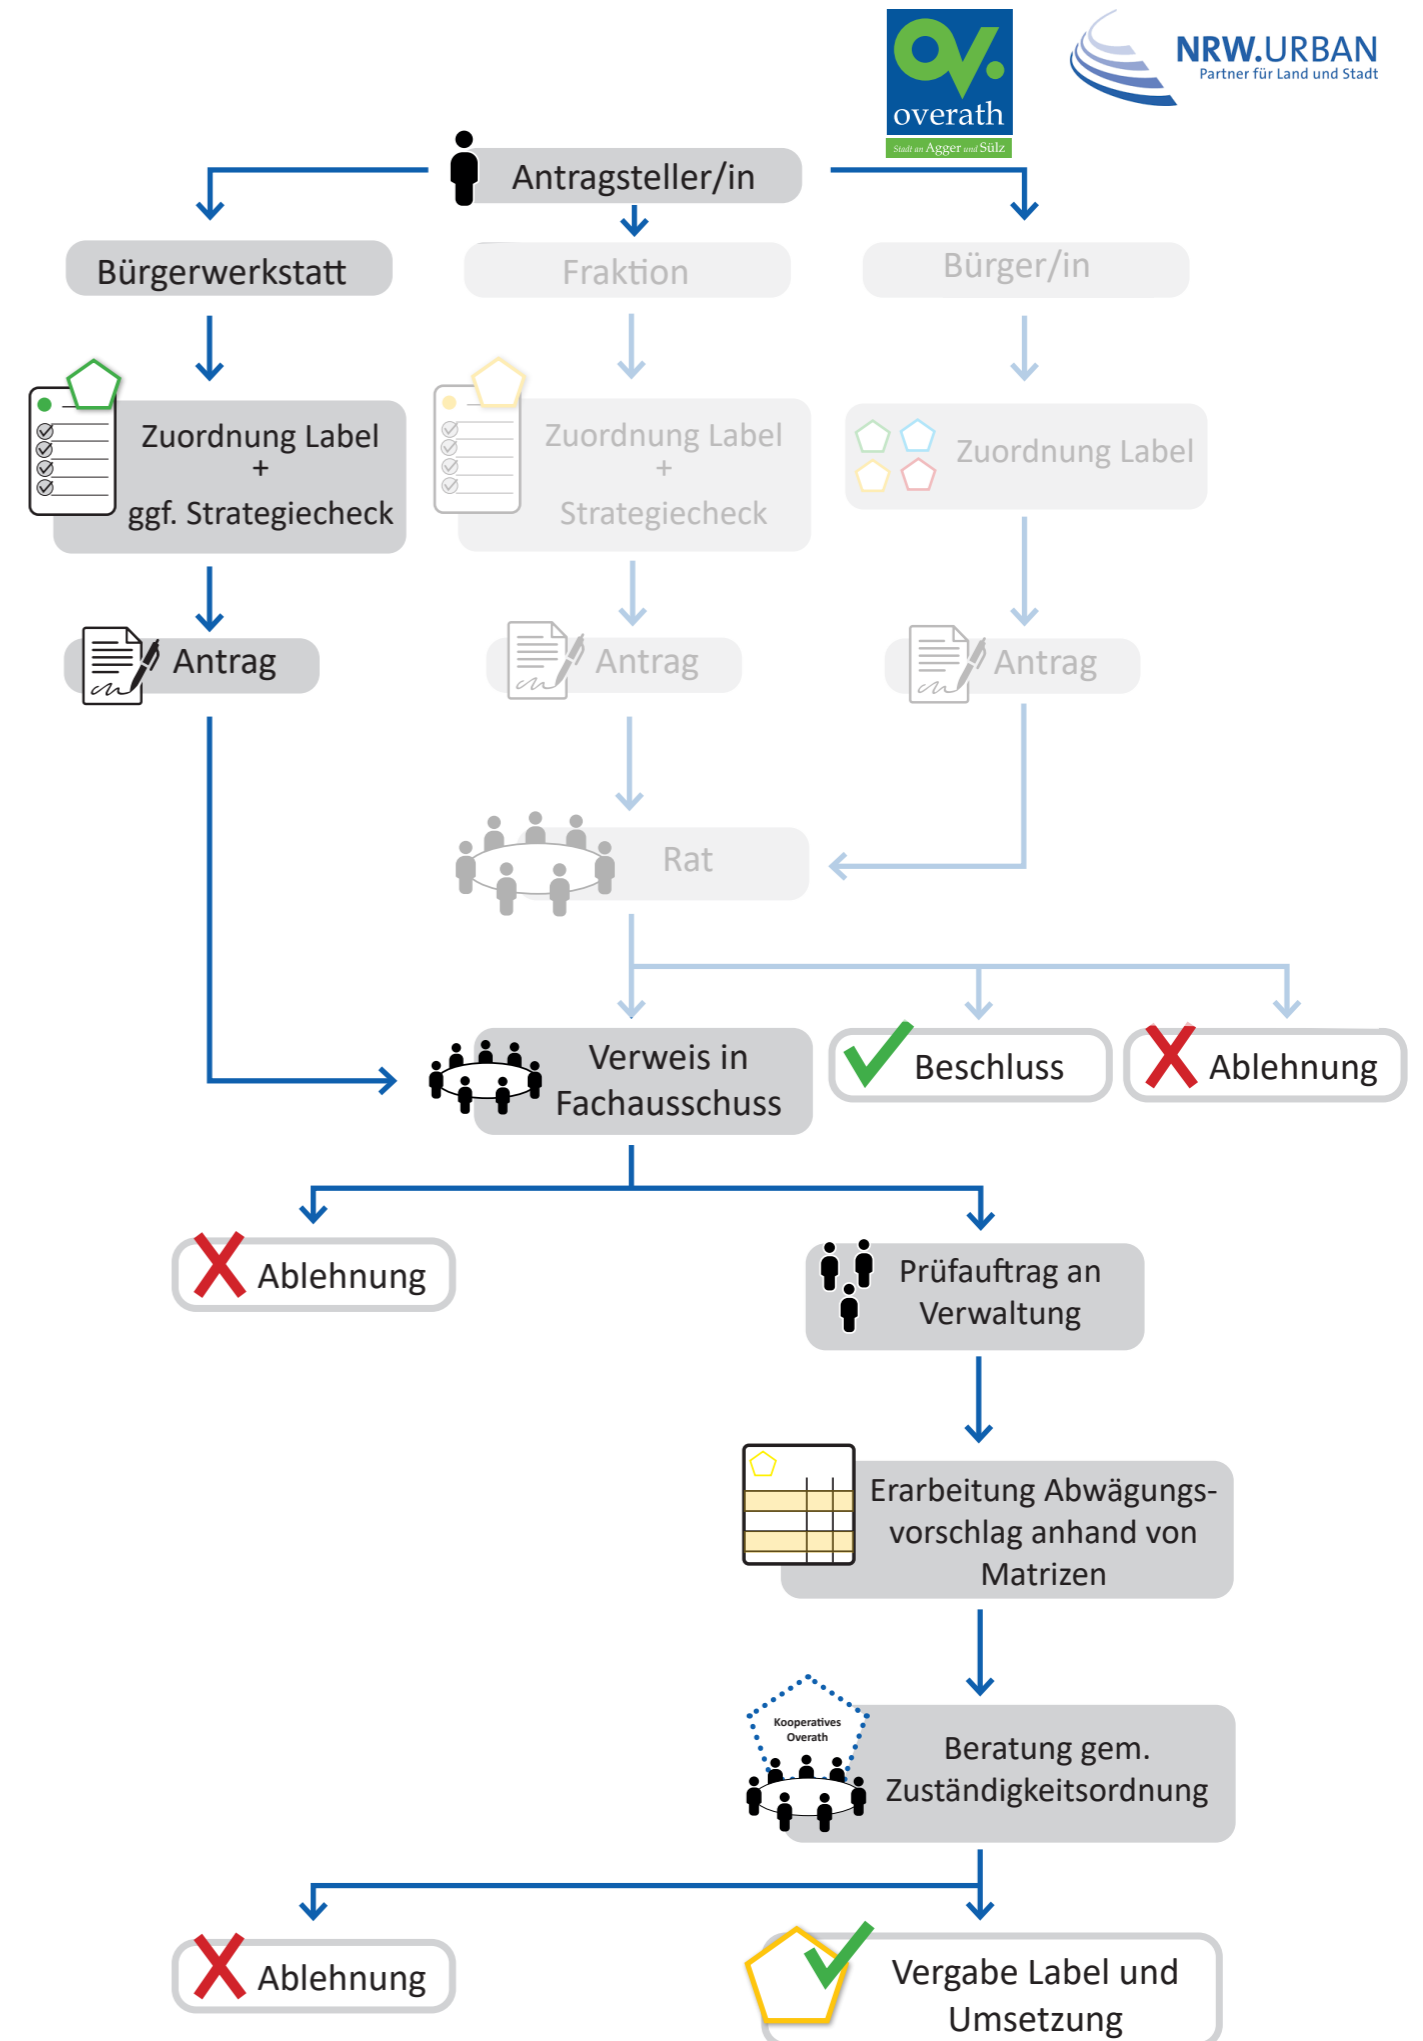 ov.
overath
Stadt an Agger und Sülz
NRW.URBAN
Partner für Land und Stadt
Antragsteller/in
Bürgerwerkstatt
Fraktion
Bürger/in
Zuordnung Label
+
ggf. Strategiecheck
Zuordnung Label
+
Strategiecheck
Zuordnung Label
Antrag
Antrag
Antrag
Rat
Verweis in
Fachausschuss
Beschluss
Ablehnung
Ablehnung
Prüfauftrag an
Verwaltung
Erarbeitung Abwägungs-
vorschlag anhand von
Matrizen
Kooperatives
Overath
Beratung gem.
Zuständigkeitsordnung
Ablehnung
Vergabe Label und
Umsetzung